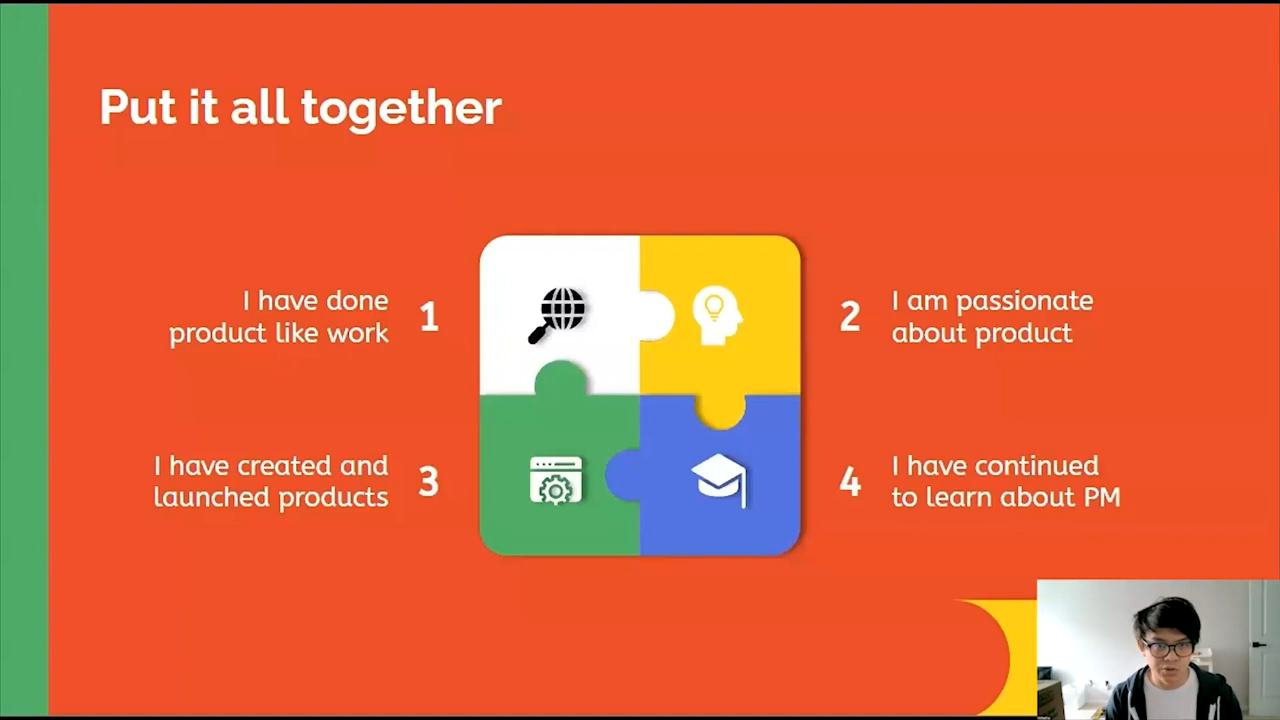 Put it all together
I have done
product like work
1
2
I am passionate
about product
I have created and
launched products
3
4
I have continued
to learn about PM